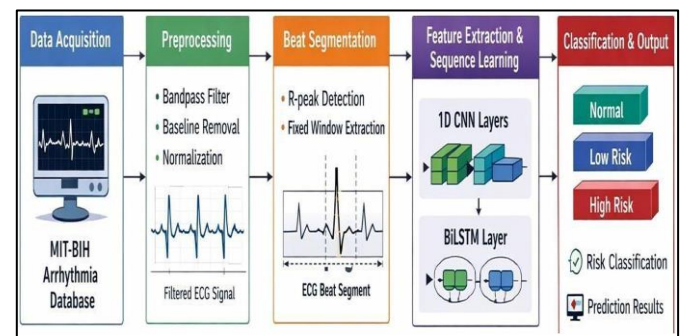 Data Acquisition
MIT-BIH
Arrhythmia
Database
Preprocessing
• Bandpass Filter
• Baseline Removal
• Normalization
Filtered ECG Signal
Beat Segmentation
• R-peak Detection
• Fixed Window Extraction
ECG Beat Segment
Feature Extraction &
Sequence Learning
1D CNN Layers
BiLSTM Layer
Classification & Output
Normal
Low Risk
High Risk
Risk Classification
Prediction Results